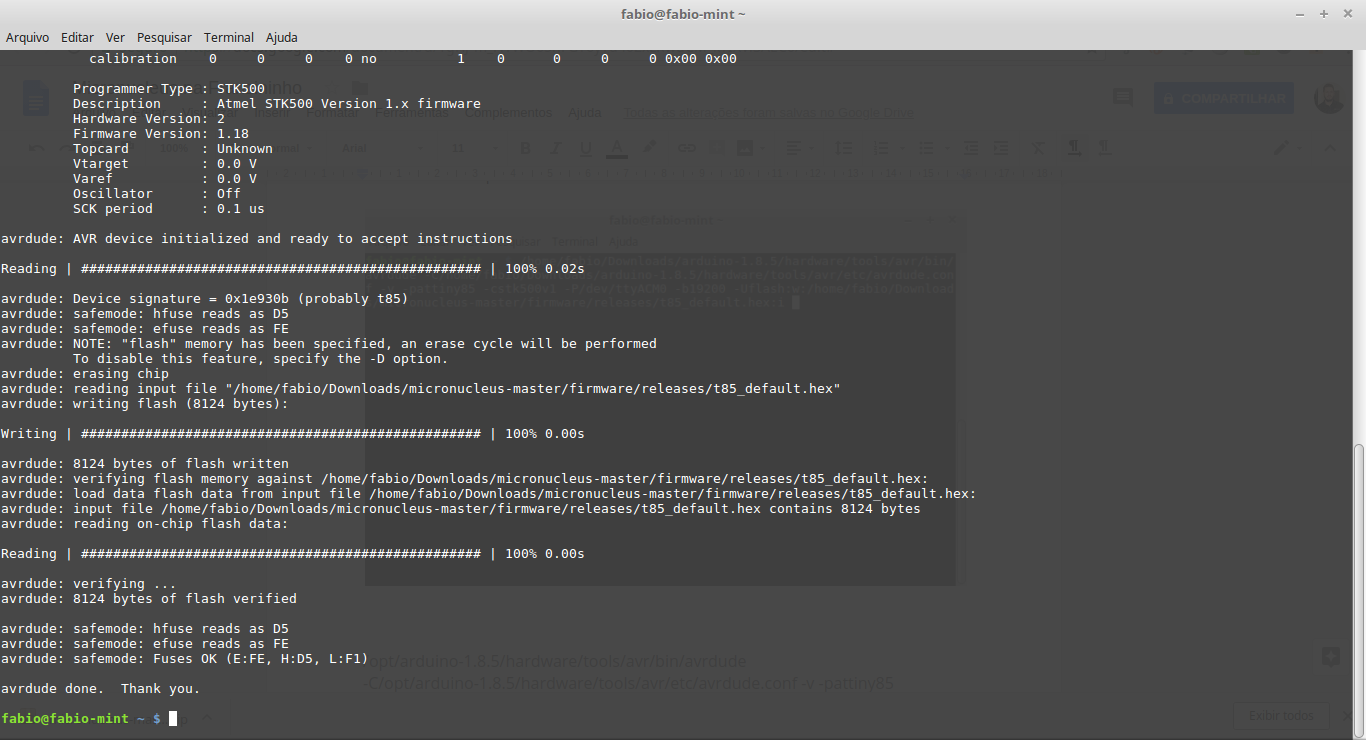 fabio@fabio-mint ~
Arquivo Editar Ver Pesquisar Terminal Ajuda
calibration 0 0 0 0 no 1 0 0 0 0 0x00 0x00
Programmer Type : STK500
Description : Atmel STK500 Version 1.x firmware
Hardware Version: 2
Firmware Version: 1.18
Topcard : Unknown
Vtarget : 0.0 V
Varef : 0.0 V
Oscillator : Off
SCK period : 0.1 us
avrdude: AVR device initialized and ready to accept instructions
Reading | ################################################## | 100% 0.02s
avrdude: Device signature = 0x1e930b (probably t85)
avrdude: safemode: hfuse reads as D5
avrdude: safemode: efuse reads as FE
avrdude: NOTE: "flash" memory has been specified, an erase cycle will be performed
To disable this feature, specify the -D option.
avrdude: erasing chip
avrdude: reading input file "/home/fabio/Downloads/micronucleus-master/firmware/releases/t85_default.hex"
avrdude: writing flash (8124 bytes):
Writing | ################################################## | 100% 0.00s
avrdude: 8124 bytes of flash written
avrdude: verifying flash memory against /home/fabio/Downloads/micronucleus-master/firmware/releases/t85_default.hex:
avrdude: load data flash data from input file /home/fabio/Downloads/micronucleus-master/firmware/releases/t85_default.hex:
avrdude: input file /home/fabio/Downloads/micronucleus-master/firmware/releases/t85_default.hex contains 8124 bytes
avrdude: reading on-chip flash data:
Reading | ################################################## | 100% 0.00s
avrdude: verifying ...
avrdude: 8124 bytes of flash verified
avrdude: safemode: hfuse reads as D5
avrdude: safemode: efuse reads as FE
avrdude: safemode: Fuses OK (E:FE, H:D5, L:F1)
avrdude done. Thank you.
fabio@fabio-mint ~ $
COMPARTILHAR
Formatar Ferramentas Complementos Ajuda
Arial 11
fabio@fabio-mint ~
Terminal Ajuda
opt/arduino-1.8.5/hardware/tools/avr/bin/avrdude
-C/opt/arduino-1.8.5/hardware/tools/avr/etc/avrdude.conf -v -partiny85
Exibir todas